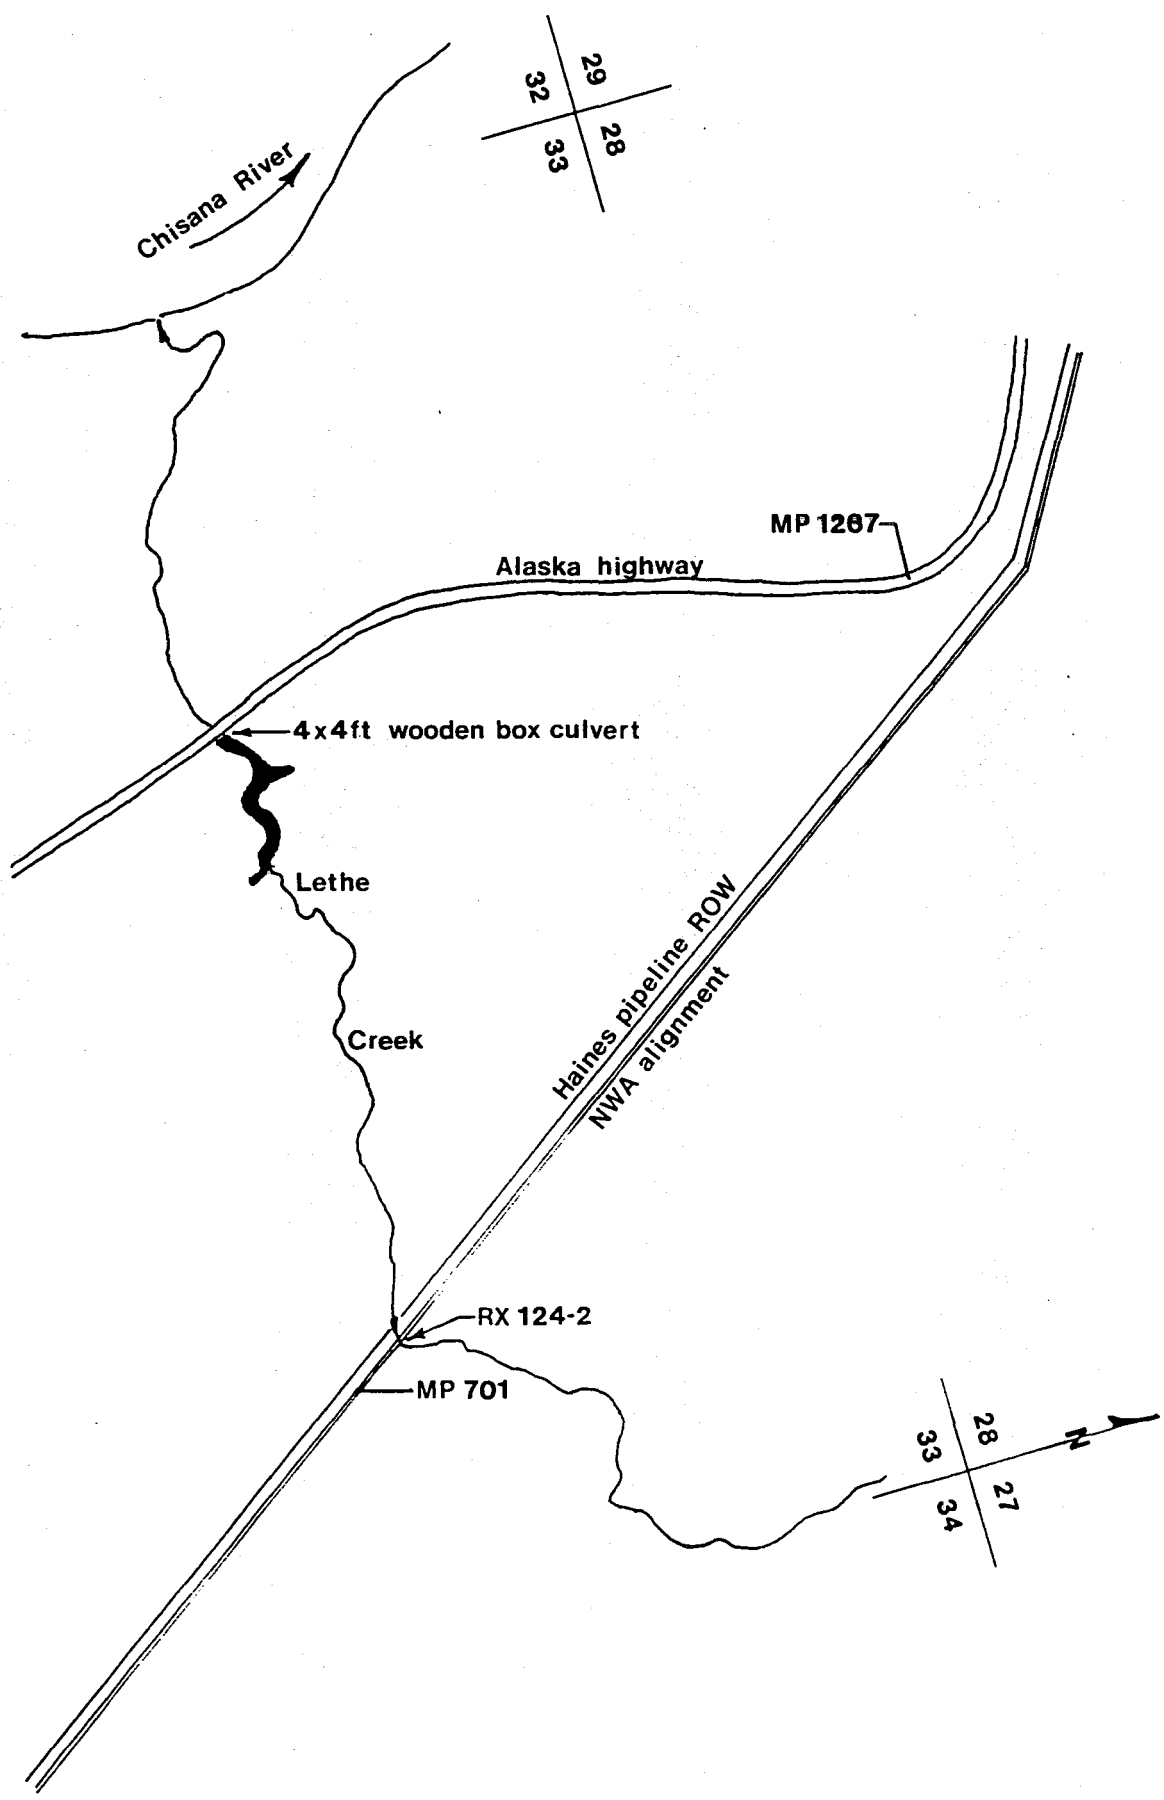 29
32
28
33
Chisana River
MP 1267
Alaska highway
4x4ft wooden box culvert
Lethe
Haines pipeline ROW
NWA alignment
Creek
RX 124-2
MP 701
28
33
N
27
34